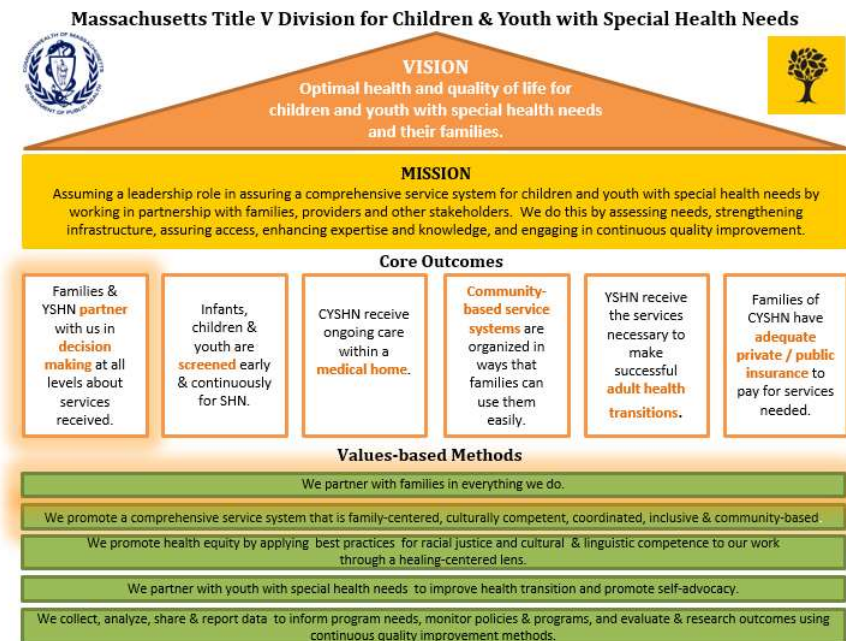 Massachusetts Title V Division for Children & Youth with Special Health Needs
COMMONWEALTH OF MASSACHUSETTS
DEPARTMENT OF PUBLIC HEALTH
VISION
Optimal health and quality of life for
children and youth with special health needs
and their families.
MISSION
Assuming a leadership role in assuring a comprehensive service system for children and youth with special health needs by
working in partnership with families, providers and other stakeholders. We do this by assessing needs, strengthening
infrastructure, assuring access, enhancing expertise and knowledge, and engaging in continuous quality improvement.
Core Outcomes
Families &
YSHN partner
with us in
decision
making at all
levels about
services
received.
Infants,
children &
youth are
screened early
& continuously
for SHN.
CYSHN receive
ongoing care
within a
medical home.
Community-
based service
systems are
organized in
ways that
families can
use them
easily.
YSHN receive
the services
necessary to
make
successful
adult health
transitions.
Families of
CYSHN have
adequate
private / public
insurance to
pay for services
needed.
Values-based Methods
We partner with families in everything we do.
We promote a comprehensive service system that is family-centered, culturally competent, coordinated, inclusive & community-based.
We promote health equity by applying best practices for racial justice and cultural & linguistic competence to our work
through a healing-centered lens.
We partner with youth with special health needs to improve health transition and promote self-advocacy.
We collect, analyze, share & report data to inform program needs, monitor policies & programs, and evaluate & research outcomes using
continuous quality improvement methods.